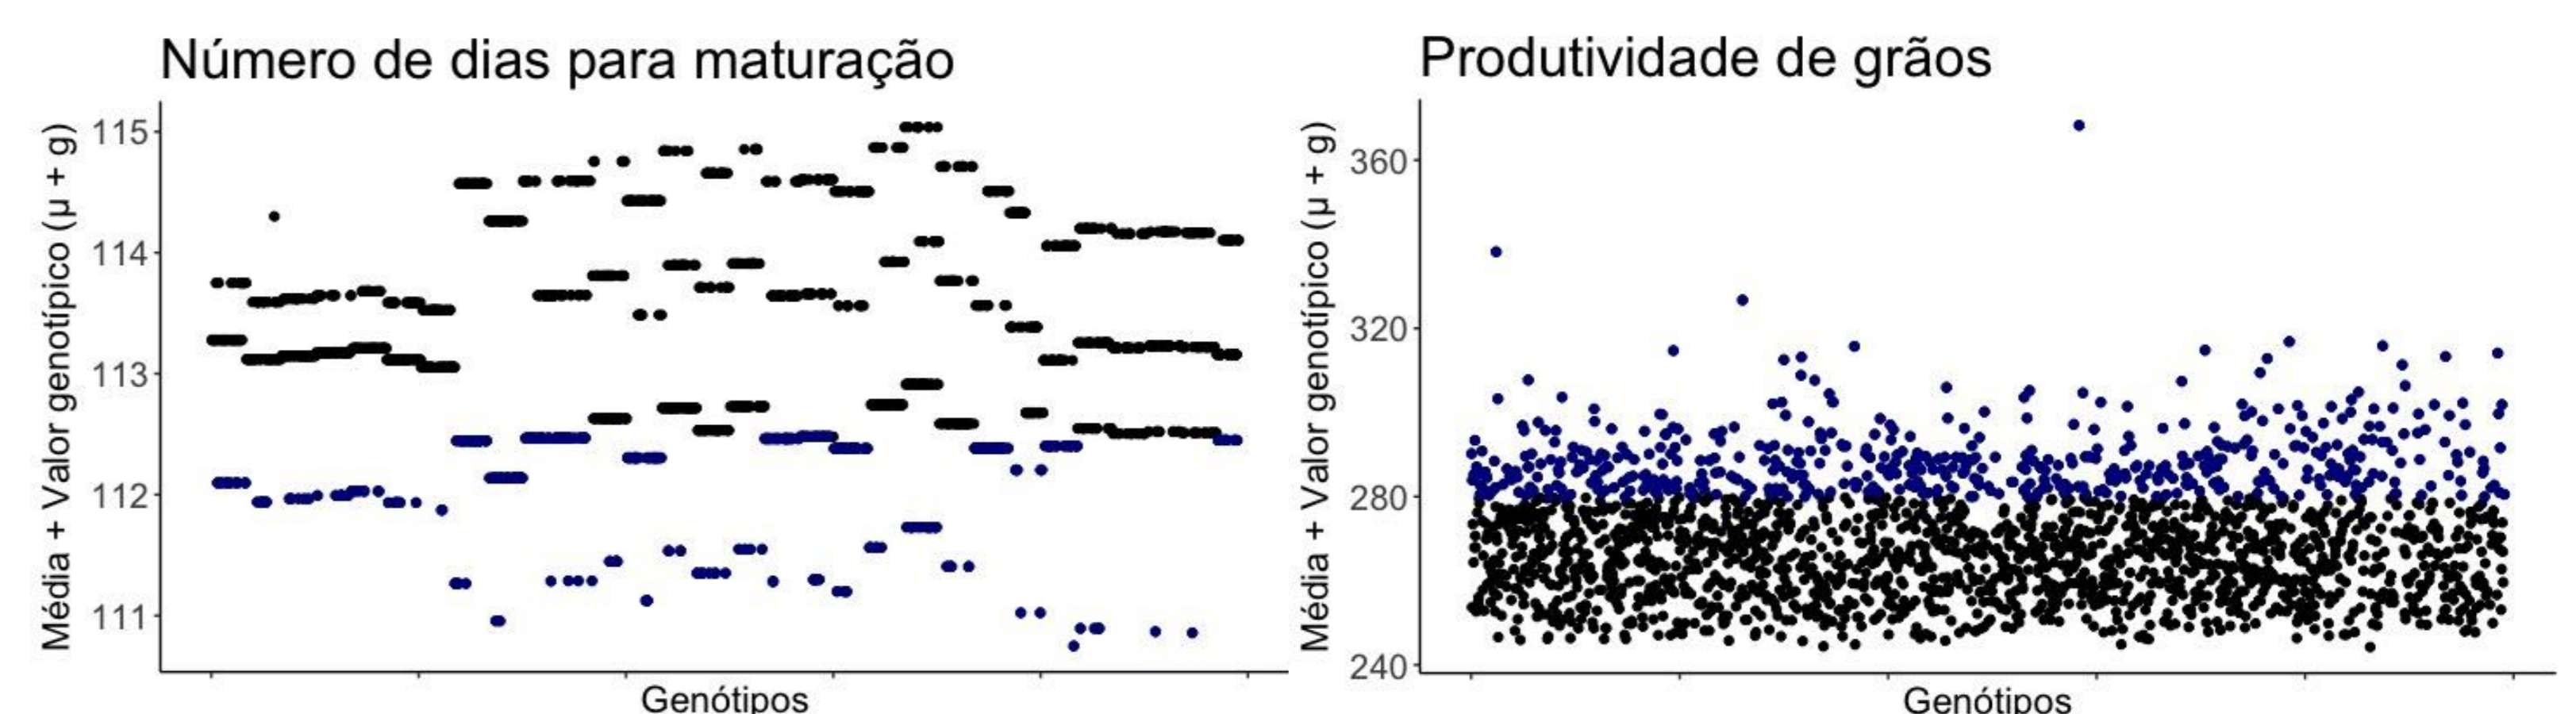 Número de dias para maturação
Média + Valor genotípico (μ + g)
115
114
113
112
111
Genótipos
Produtividade de grãos
Média + Valor genotípico (μ + g)
360
320
280
240
Genótipos